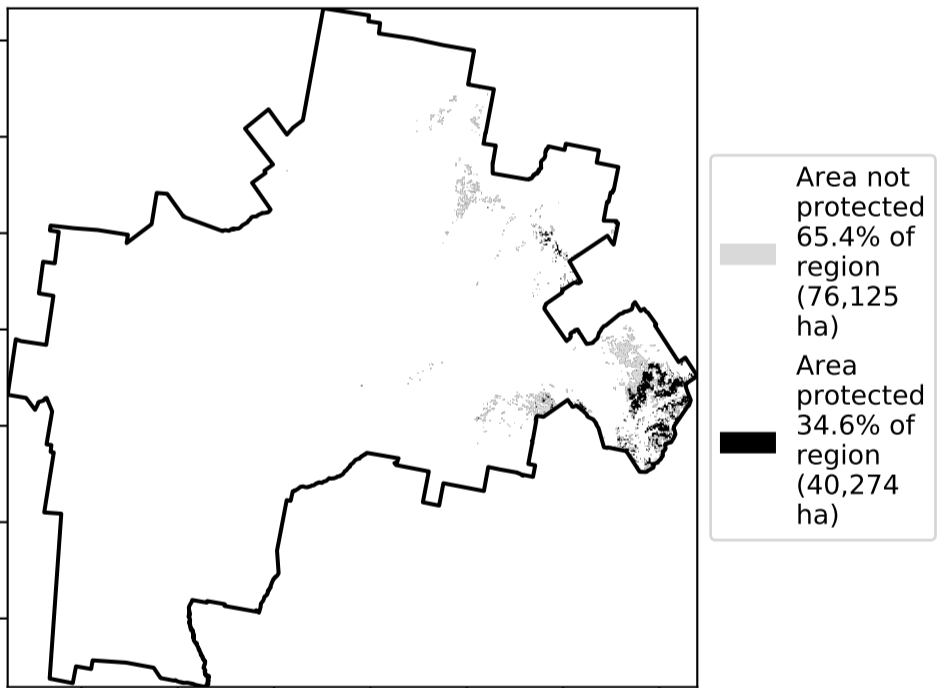 Area not
protected
65.4% of
region
(76,125
ha)
Area
protected
34.6% of
region
(40,274
ha)